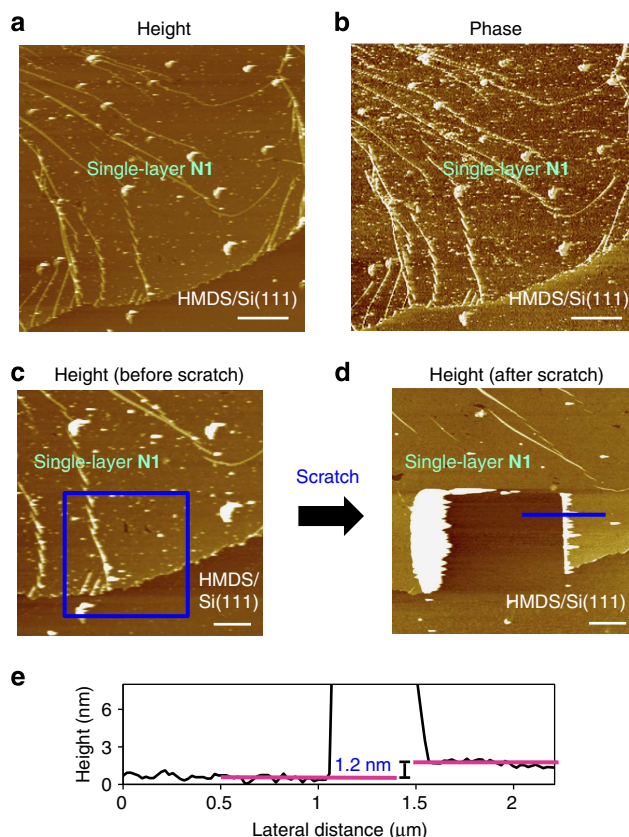 a
Height
Single-layer N1
HMDS/Si(111)
b
Phase
Single-layer N1
HMDS/Si(111)
c
Height (before scratch)
Single-layer N1
HMDS/
Si(111)
Scratch
d
Height (after scratch)
Single-layer N1
HMDS/Si(111)
e
Height (nm)
6
3
0
1.2 nm
0 0.5 1 1.5 2
Lateral distance (μm)